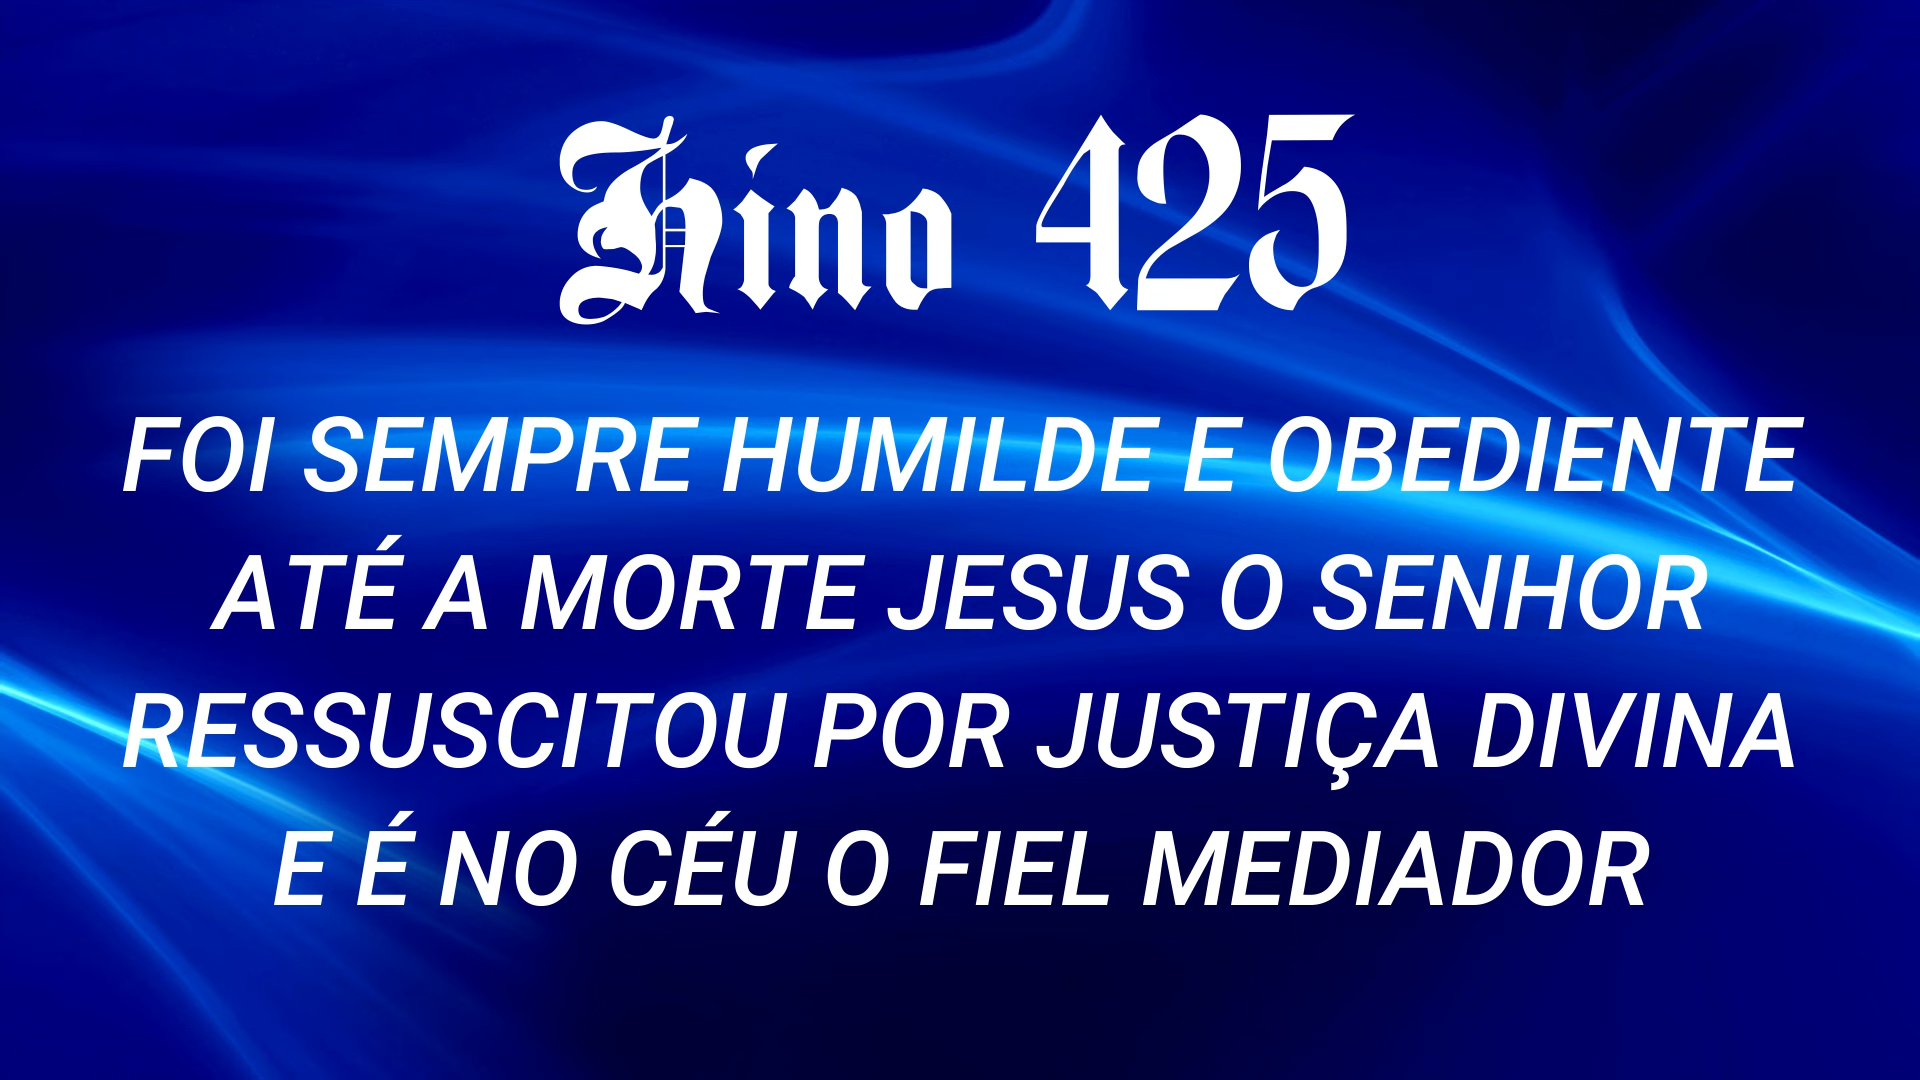 Hino 425
FOI SEMPRE HUMILDE E OBEDIENTE
ATÉ A MORTE JESUS O SENHOR
RESSUSCITOU POR JUSTIÇA DIVINA
E É NO CÉU O FIEL MEDIADOR